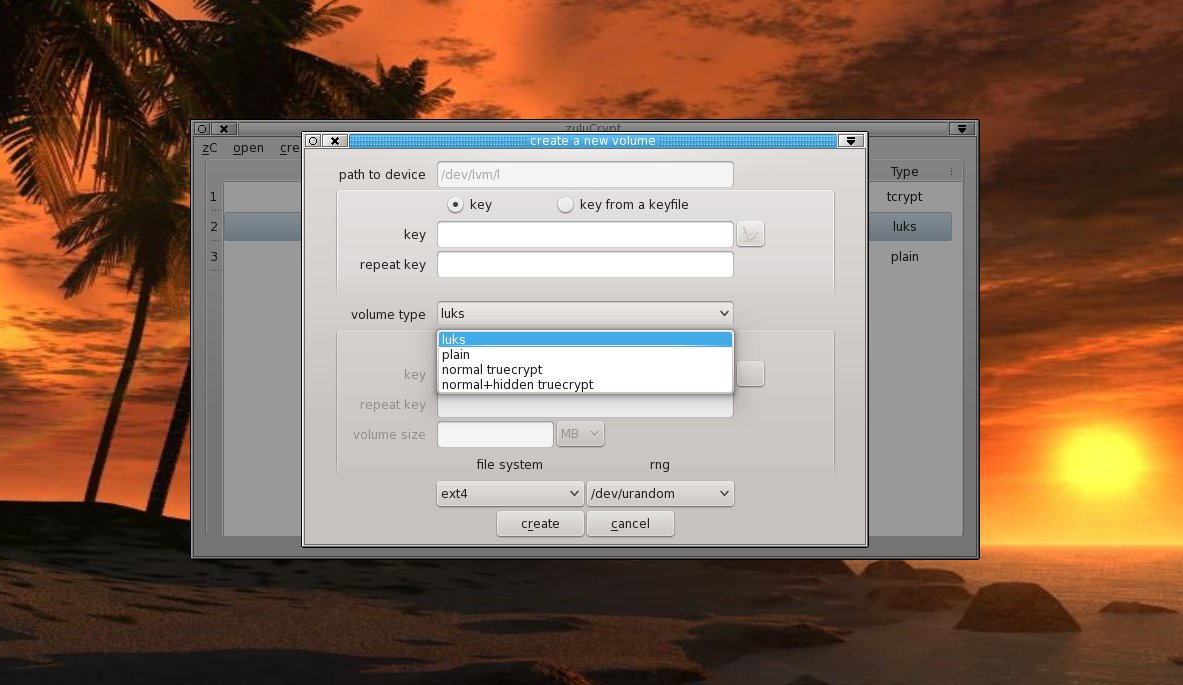 zuluCrypt
create a new volume
zC open cre
path to device /dev/lvm/l
Type
key key from a keyfile
1 tcrypt
key
2 luks
repeat key
3 plain
volume type luks
luks
plain
normal truecrypt
normal+hidden truecrypt
key
repeat key
volume size MB
file system rng
ext4 /dev/urandom
create cancel